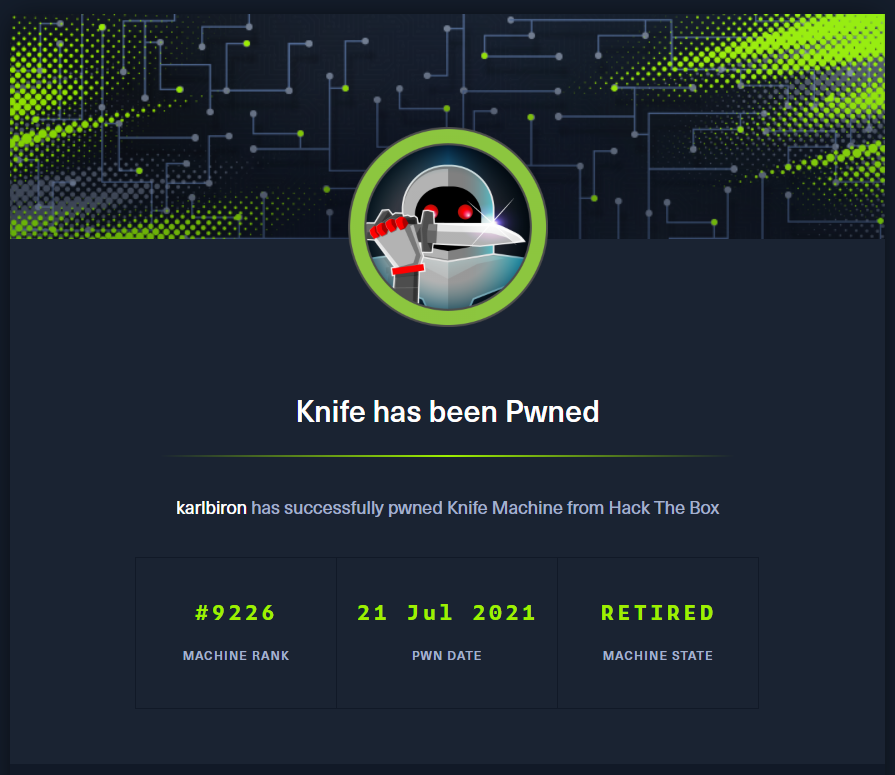 Knife has been Pwned
karlbiron has successfully pwned Knife Machine from Hack The Box
#9226
MACHINE RANK
21 Jul 2021
PWN DATE
RETIRED
MACHINE STATE